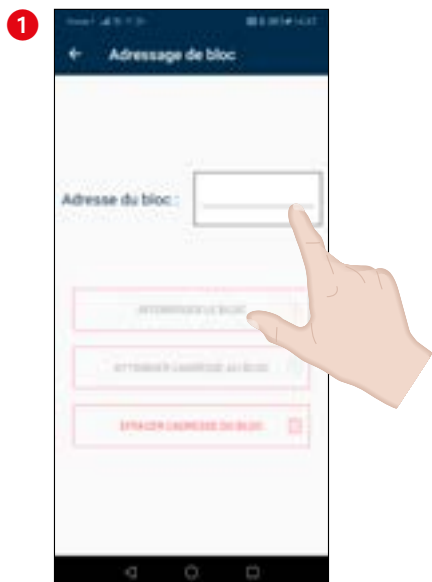 1
Adressage de bloc
Adresse du bloc :
INTERROGER LE BLOC
ATTRIBUER L'ADRESSE AU BLOC
EFFACER L'ADRESSE DU BLOC